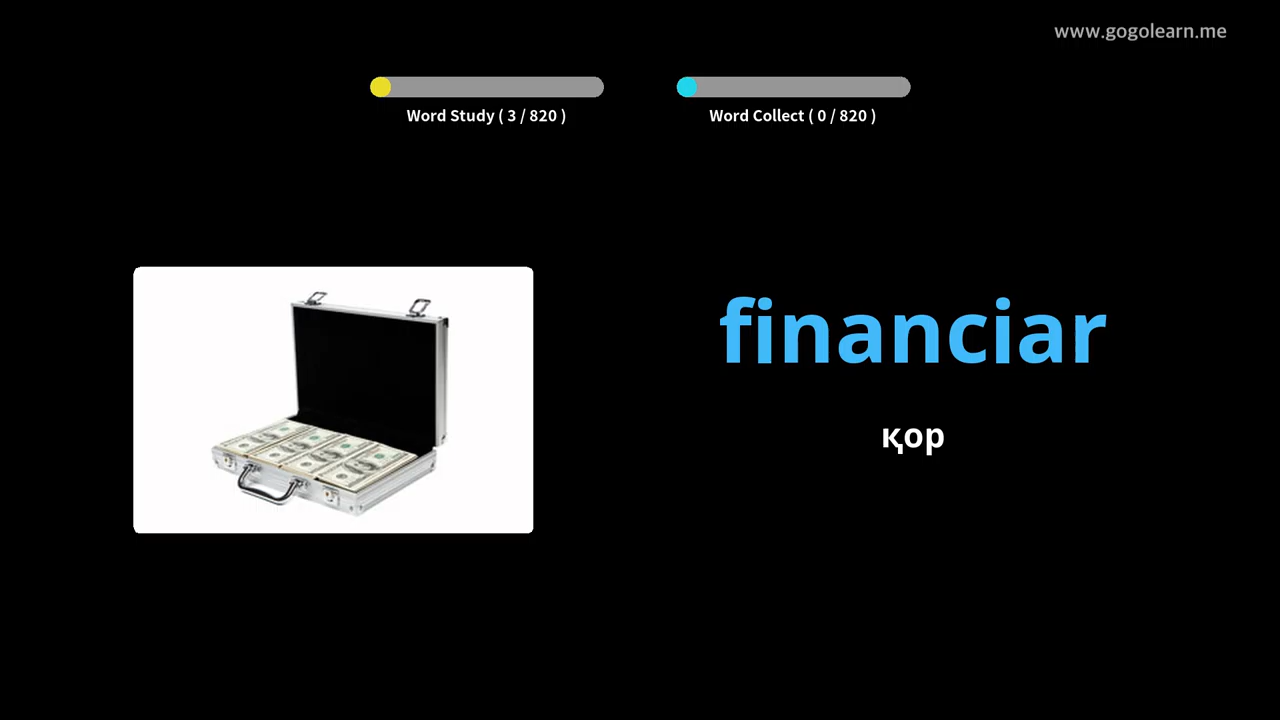 www.gogolearn.me
Word Study ( 3 / 820 )
Word Collect ( 0 / 820 )
financiar
қор